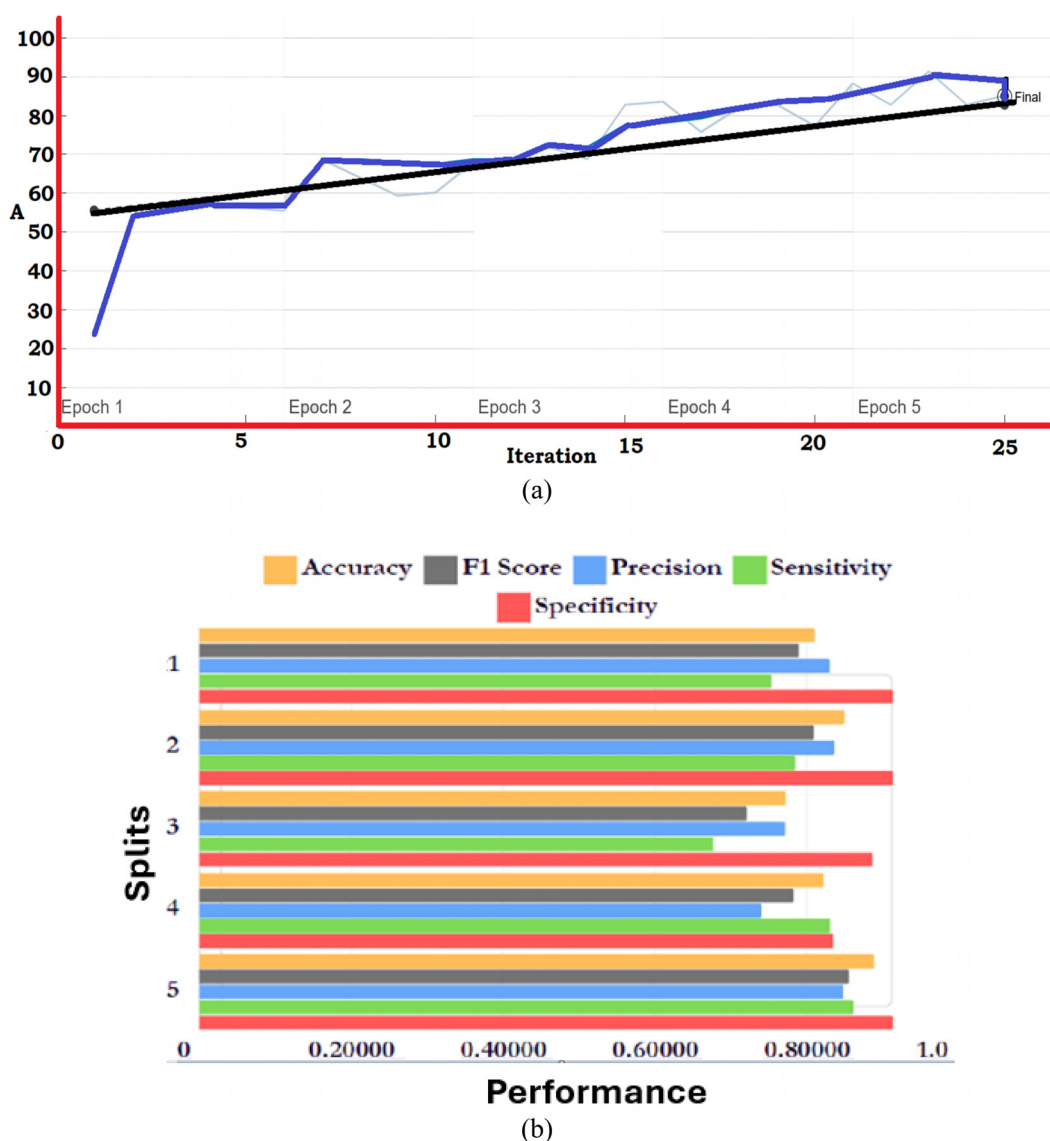 100
90
80
70
60
A
50
40
30
20
10
Final
Epoch 1 Epoch 2 Epoch 3 Epoch 4 Epoch 5
0 5 10 15 20 25
Iteration
(a)
Accuracy F1 Score Precision Sensitivity
Specificity
1
2
3
4
5
Splits
0 0.20000 0.40000 0.60000 0.80000 1.0
Performance
(b)